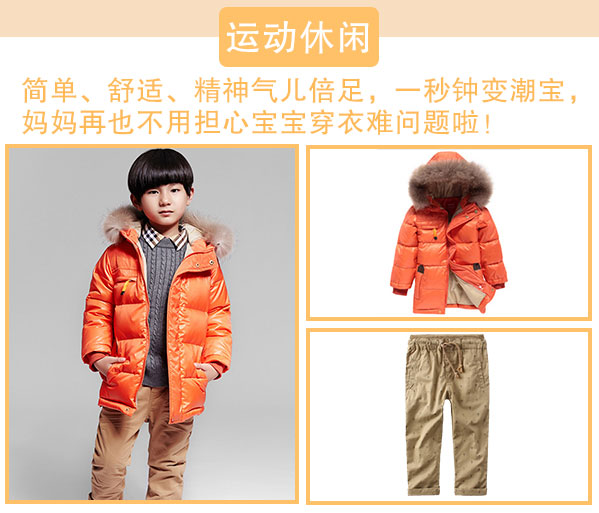 运动休闲
简单、舒适、精神气儿倍足，一秒钟变潮宝，
妈妈再也不用担心宝宝穿衣难问题啦！